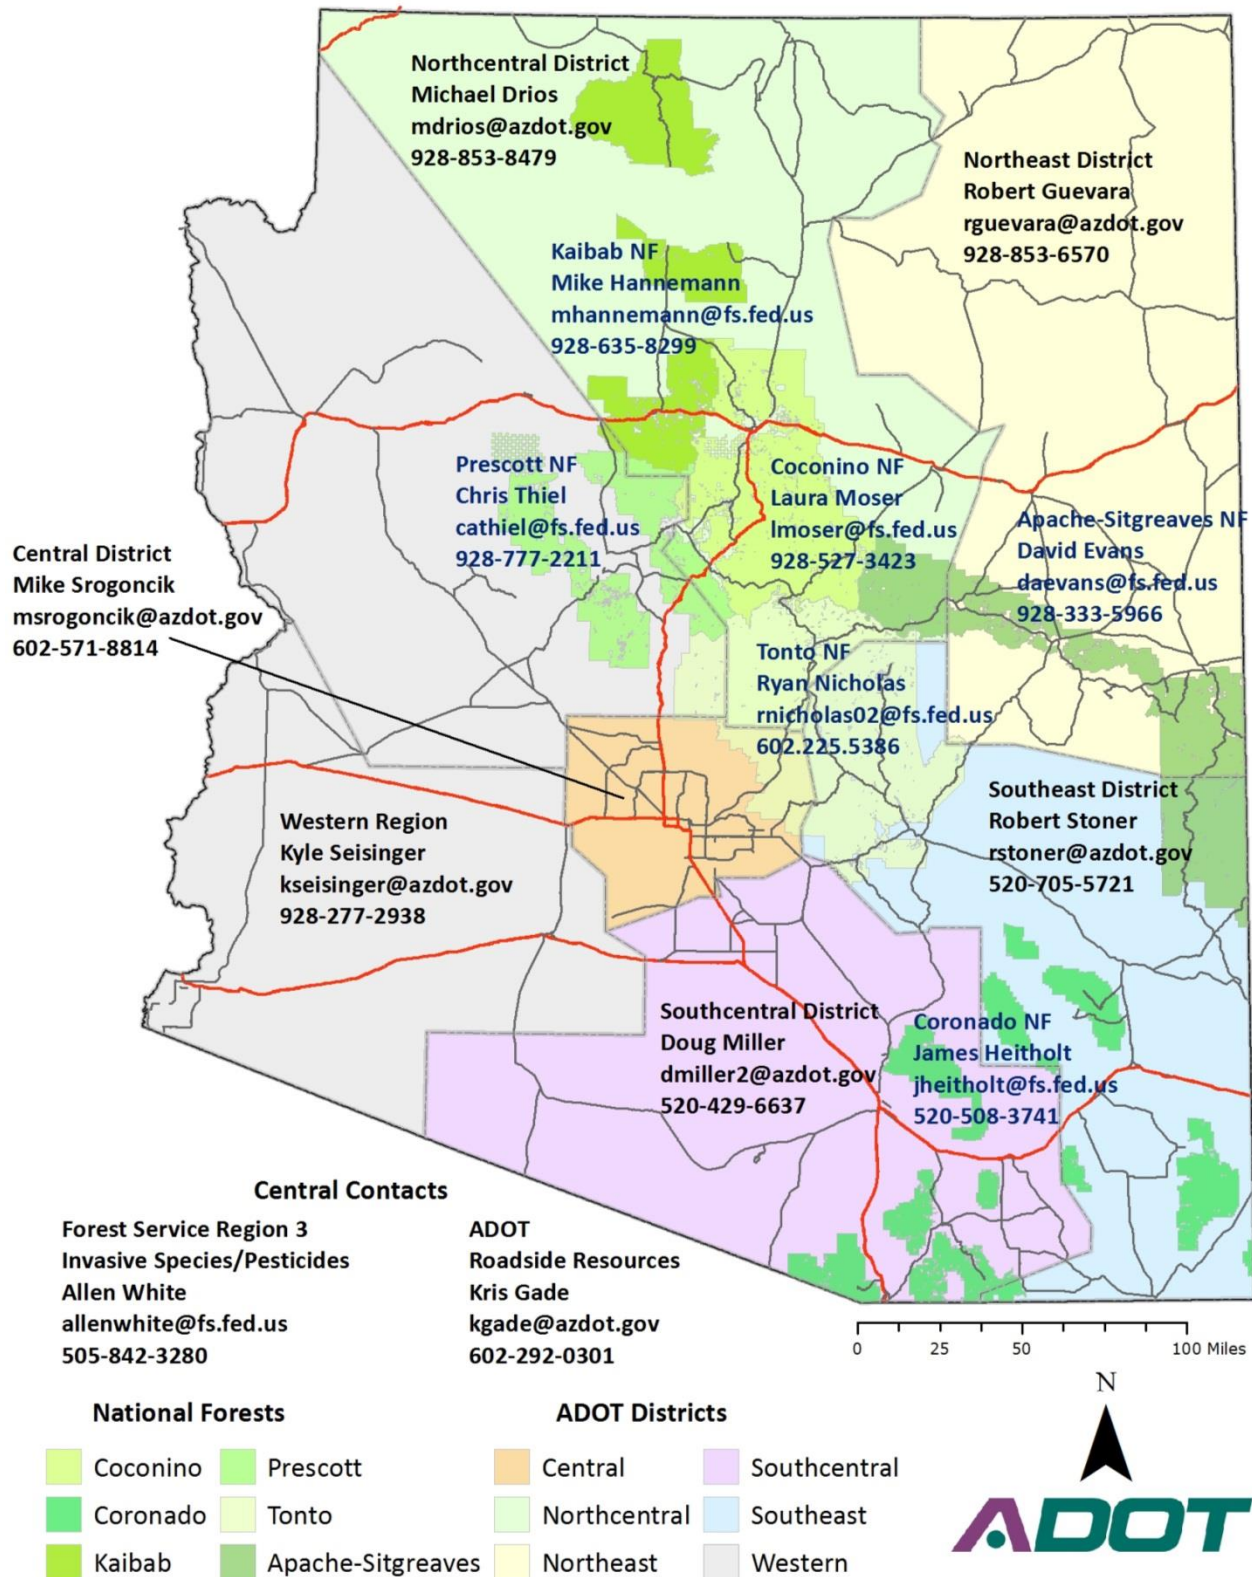 Northcentral District
Michael Drios
mdrios@azdot.gov
928-853-8479
Northeast District
Robert Guevara
rguevara@azdot.gov
928-853-6570
Kaibab NF
Mike Hannemann
mhannemann@fs.fed.us
928-635-8299
Prescott NF
Chris Thiel
cathiel@fs.fed.us
928-777-2211
Coconino NF
Laura Moser
lmoser@fs.fed.us
928-527-3423
Apache-Sitgreaves NF
David Evans
daevans@fs.fed.us
928-333-5966
Central District
Mike Srogoncik
msrogoncik@azdot.gov
602-571-8814
Tonto NF
Ryan Nicholas
rnicholas02@fs.fed.us
602.225.5386
Western Region
Kyle Seisinger
kseisinger@azdot.gov
928-277-2938
Southeast District
Robert Stoner
rstoner@azdot.gov
520-705-5721
Southcentral District
Doug Miller
dmiller2@azdot.gov
520-429-6637
Coronado NF
James Heitholt
jheitholt@fs.fed.us
520-508-3741
Central Contacts
Forest Service Region 3
Invasive Species/Pesticides
Allen White
allenwhite@fs.fed.us
505-842-3280
ADOT
Roadside Resources
Kris Gade
kgade@azdot.gov
602-292-0301
0 25 50 100 Miles
N
National Forests
Coconino Prescott
Coronado Tonto
Kaibab Apache-Sitgreaves
ADOT Districts
Central Southcentral
Northcentral Southeast
Northeast Western
ADOT